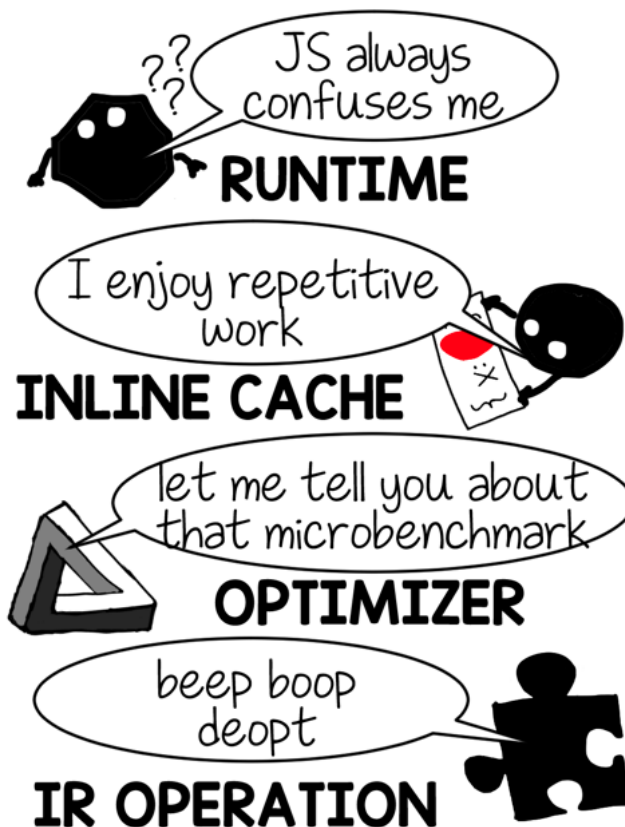 ???
JS always
confuses me
RUNTIME
I enjoy repetitive
work
INLINE CACHE
let me tell you about
that microbenchmark
OPTIMIZER
beep boop
deopt
IR OPERATION